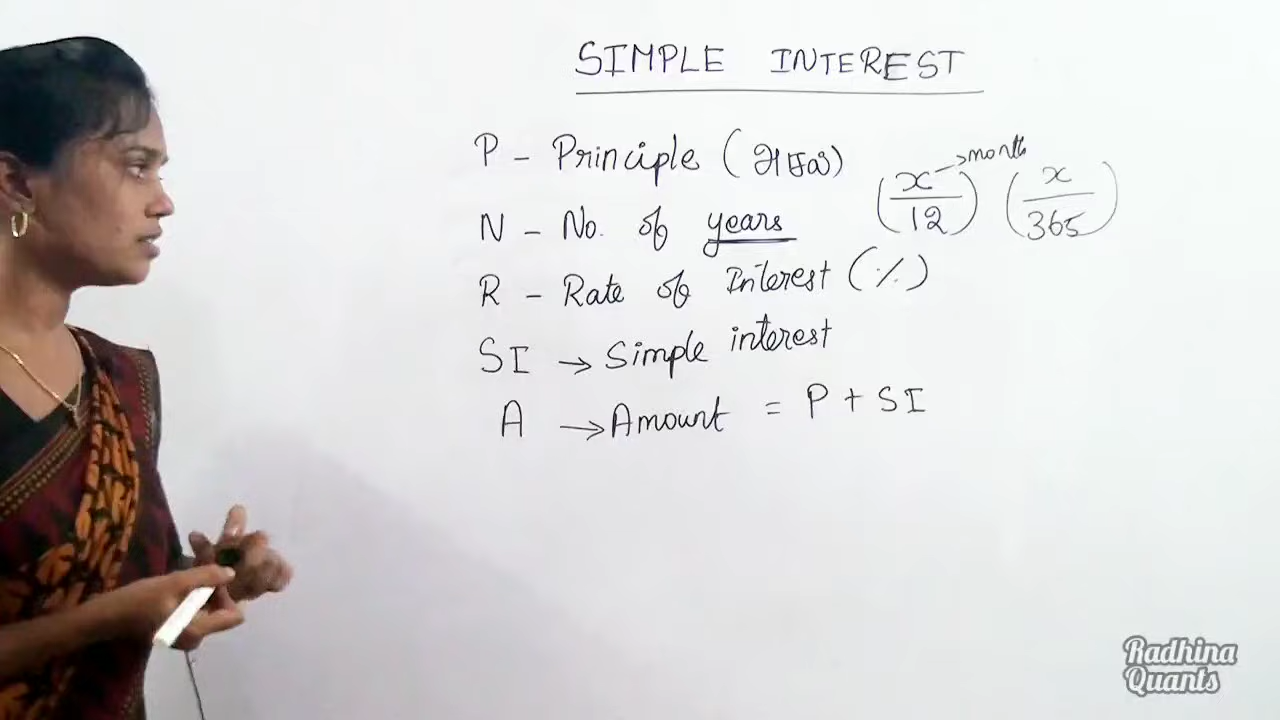 SIMPLE INTEREST
P - Principle (அசல்)
N - No. of years (x/12) → month (x/365)
R - Rate of Interest (%)
SI → Simple interest
A → Amount = P + SI
Radhina
Quants